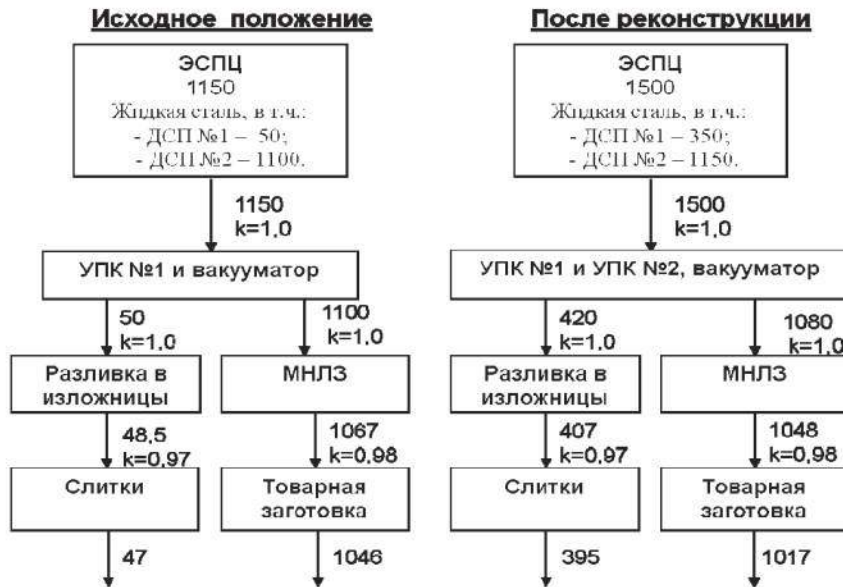 Исходное положение
ЭСПЦ
1150
Жидкая сталь, в т.ч.:
- ДСП №1 – 50;
- ДСП №2 – 1100.
1150
k=1,0
УПК №1 и вакууматор
50
k=1,0
1100
k=1,0
Разливка в
изложницы
МНЛЗ
48,5
k=0,97
1067
k=0,98
Слитки
Товарная
заготовка
47
1046
После реконструкции
ЭСПЦ
1500
Жидкая сталь, в т.ч.:
- ДСП №1 – 350;
- ДСП №2 – 1150.
1500
k=1,0
УПК №1 и УПК №2, вакууматор
420
k=1,0
1080
k=1,0
Разливка в
изложницы
МНЛЗ
407
k=0,97
1048
k=0,98
Слитки
Товарная
заготовка
395
1017